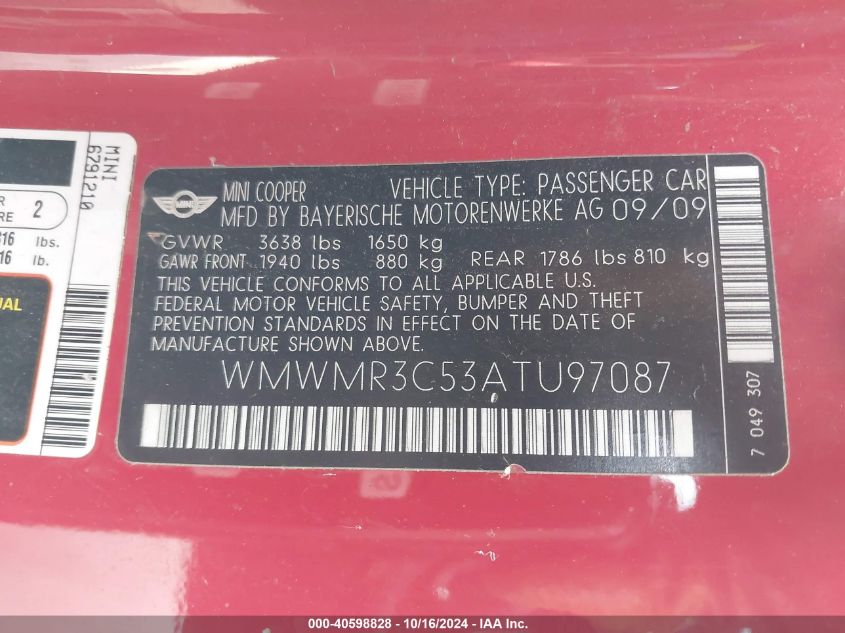 MINI
6791210
2
lbs.
lb.
MINI
MINI COOPER VEHICLE TYPE: PASSENGER CAR
MFD BY BAYERISCHE MOTORENWERKE AG 09/09
GVWR 3638 lbs 1650 kg
GAWR FRONT 1940 lbs 880 kg REAR 1786 lbs 810 kg
THIS VEHICLE CONFORMS TO ALL APPLICABLE U.S.
FEDERAL MOTOR VEHICLE SAFETY, BUMPER AND THEFT
PREVENTION STANDARDS IN EFFECT ON THE DATE OF
MANUFACTURE SHOWN ABOVE.
WMWMR3C53ATU97087
7 049 307
000-40598828 - 10/16/2024 - IAA Inc.